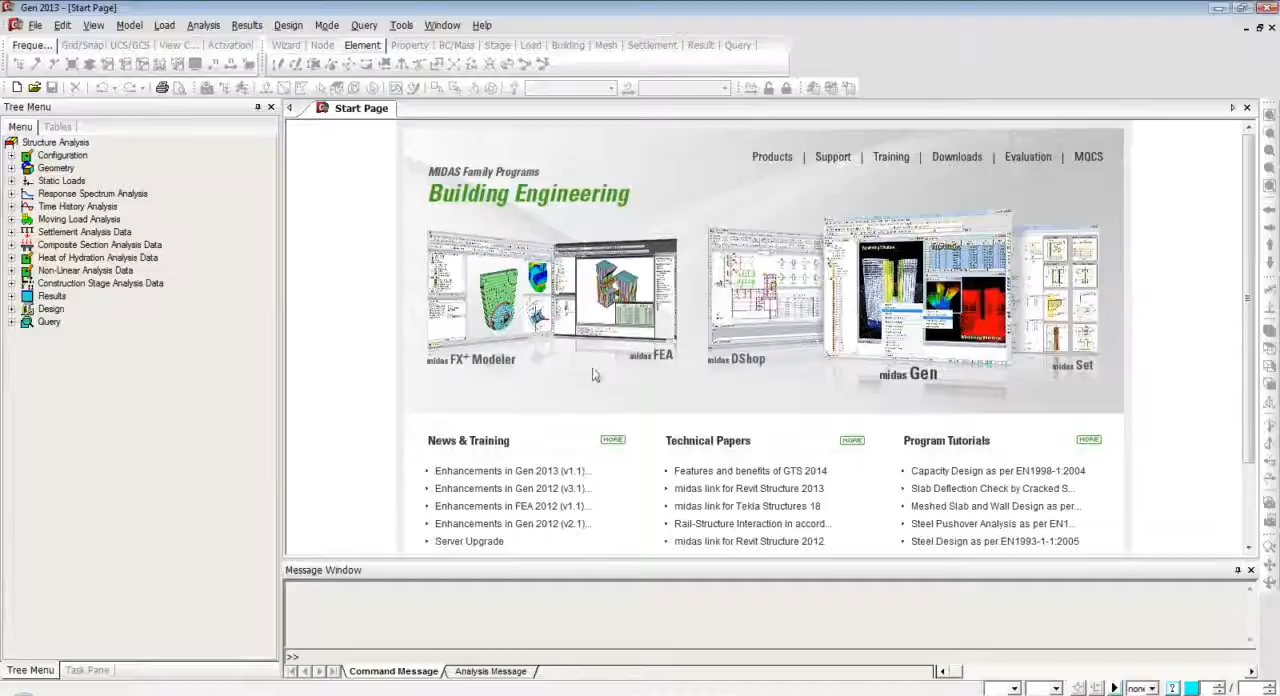 Gen 2013 - [Start Page]
File Edit View Model Load Analysis Results Design Mode Query Tools Window Help
Freque... Grid/Snap UCS/GCS View C... Activation Wizard Node Element Property BC/Mass Stage Load Building Mesh Settlement Result Query
Tree Menu
Start Page
Menu Tables
Structure Analysis
Configuration
Geometry
Static Loads
Response Spectrum Analysis
Time History Analysis
Moving Load Analysis
Settlement Analysis Data
Composite Section Analysis Data
Heat of Hydration Analysis Data
Non-Linear Analysis Data
Construction Stage Analysis Data
Results
Design
Query
Products | Support | Training | Downloads | Evaluation | MQCS
MIDAS Family Programs
Building Engineering
midas FX+ Modeler
midas FEA
midas DShop
midas Gen
midas Set
News & Training MORE
Enhancements in Gen 2013 (v1.1)...
Enhancements in Gen 2012 (v3.1)...
Enhancements in FEA 2012 (v1.1)...
Enhancements in Gen 2012 (v2.1)...
Server Upgrade
Technical Papers MORE
Features and benefits of GTS 2014
midas link for Revit Structure 2013
midas link for Tekla Structures 18
Rail-Structure Interaction in accord...
midas link for Revit Structure 2012
Program Tutorials MORE
Capacity Design as per EN1998-1:2004
Slab Deflection Check by Cracked S...
Meshed Slab and Wall Design as per...
Steel Pushover Analysis as per EN1...
Steel Design as per EN1993-1-1:2005
Message Window
>>
Command Message Analysis Message
Tree Menu Task Pane
none